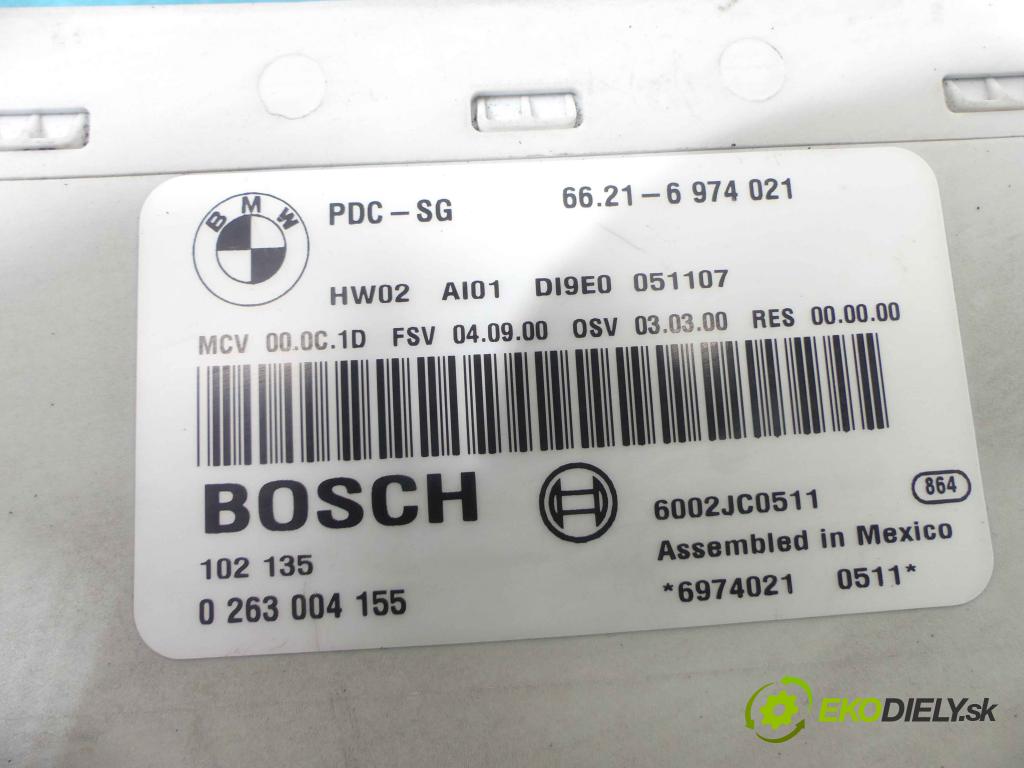 BMW
PDC-SG 66.21-6 974 021
HW02 AI01 DI9E0 051107
MCV 00.0C.1D FSV 04.09.00 OSV 03.03.00 RES 00.00.00
BOSCH
6002JC0511 864
102 135 Assembled in Mexico
0 263 004 155 *6974021 0511*
EKODIELY.sk